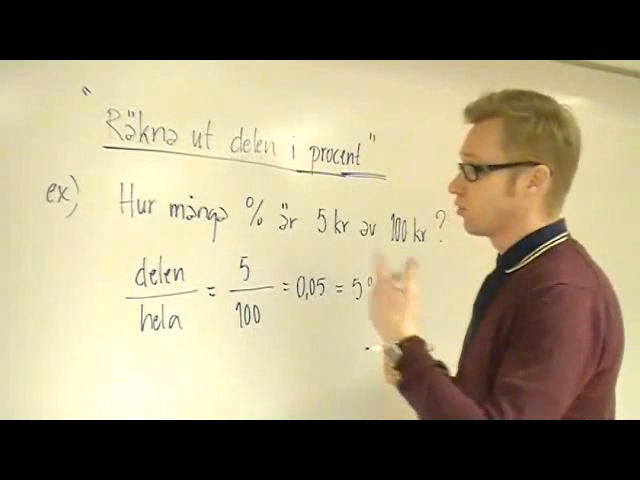 "Räkna ut delen i procent"
ex) Hur många % är 5 kr av 100 kr ?
delen / hela = 5 / 100 = 0,05 = 5